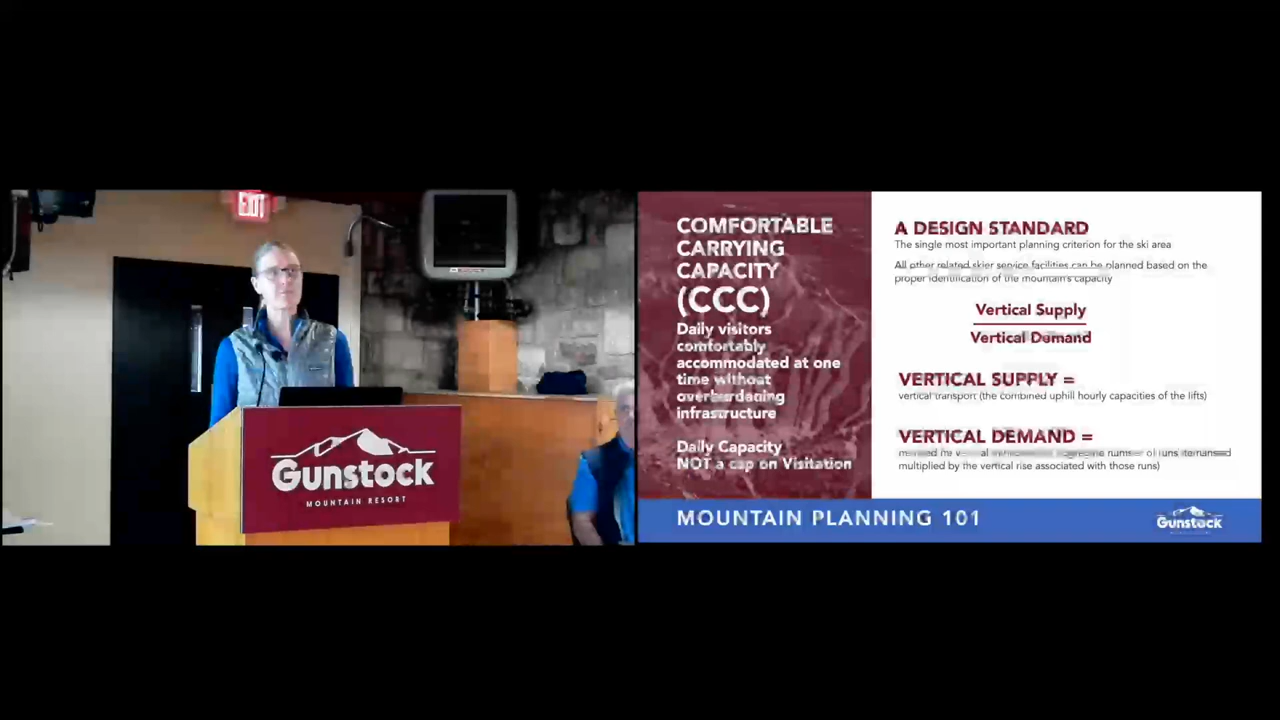 EXIT
Gunstock
MOUNTAIN RESORT
COMFORTABLE
CARRYING
CAPACITY
(CCC)
Daily visitors
comfortably
accommodated at one
time without
overburdening
infrastructure
Daily Capacity
NOT a cap on Visitation
A DESIGN STANDARD
The single most important planning criterion for the ski area
All other related skier service facilities can be planned based on the
proper identification of the mountain's capacity
Vertical Supply
Vertical Demand
VERTICAL SUPPLY =
vertical transport (the combined uphill hourly capacities of the lifts)
VERTICAL DEMAND =
runs demanded
multiplied by the vertical rise associated with those runs)
MOUNTAIN PLANNING 101
Gunstock